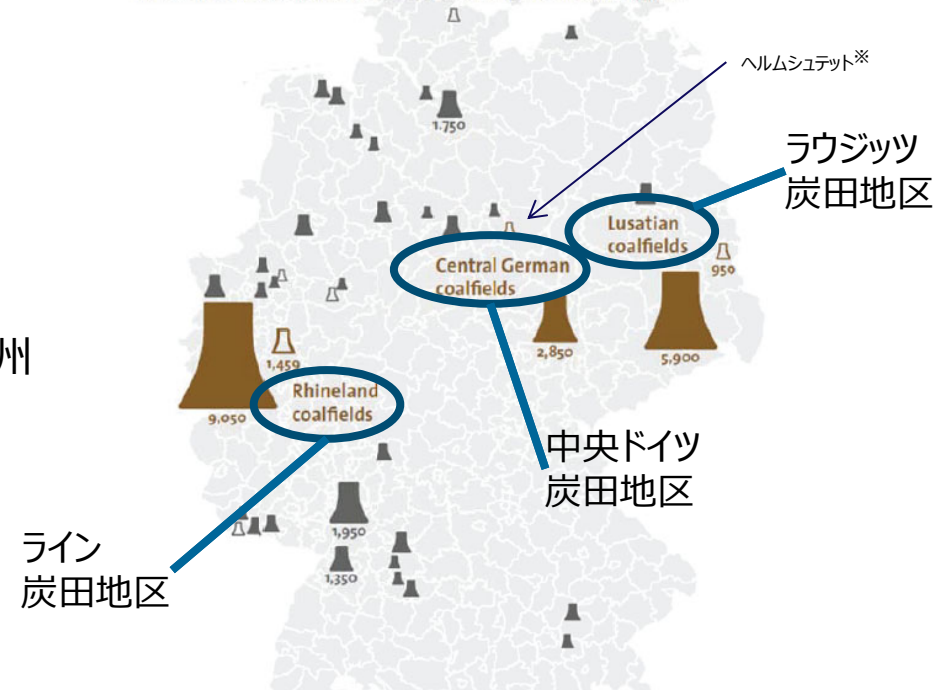 ヘルムシュテット※
1.750
ラウジッツ
炭田地区
Lusatian
coalfields
950
Central German
coalfields
2,850
5,900
州
1,459
9,050
Rhineland
coalfields
中央ドイツ
炭田地区
1,950
1,350
ライン
炭田地区